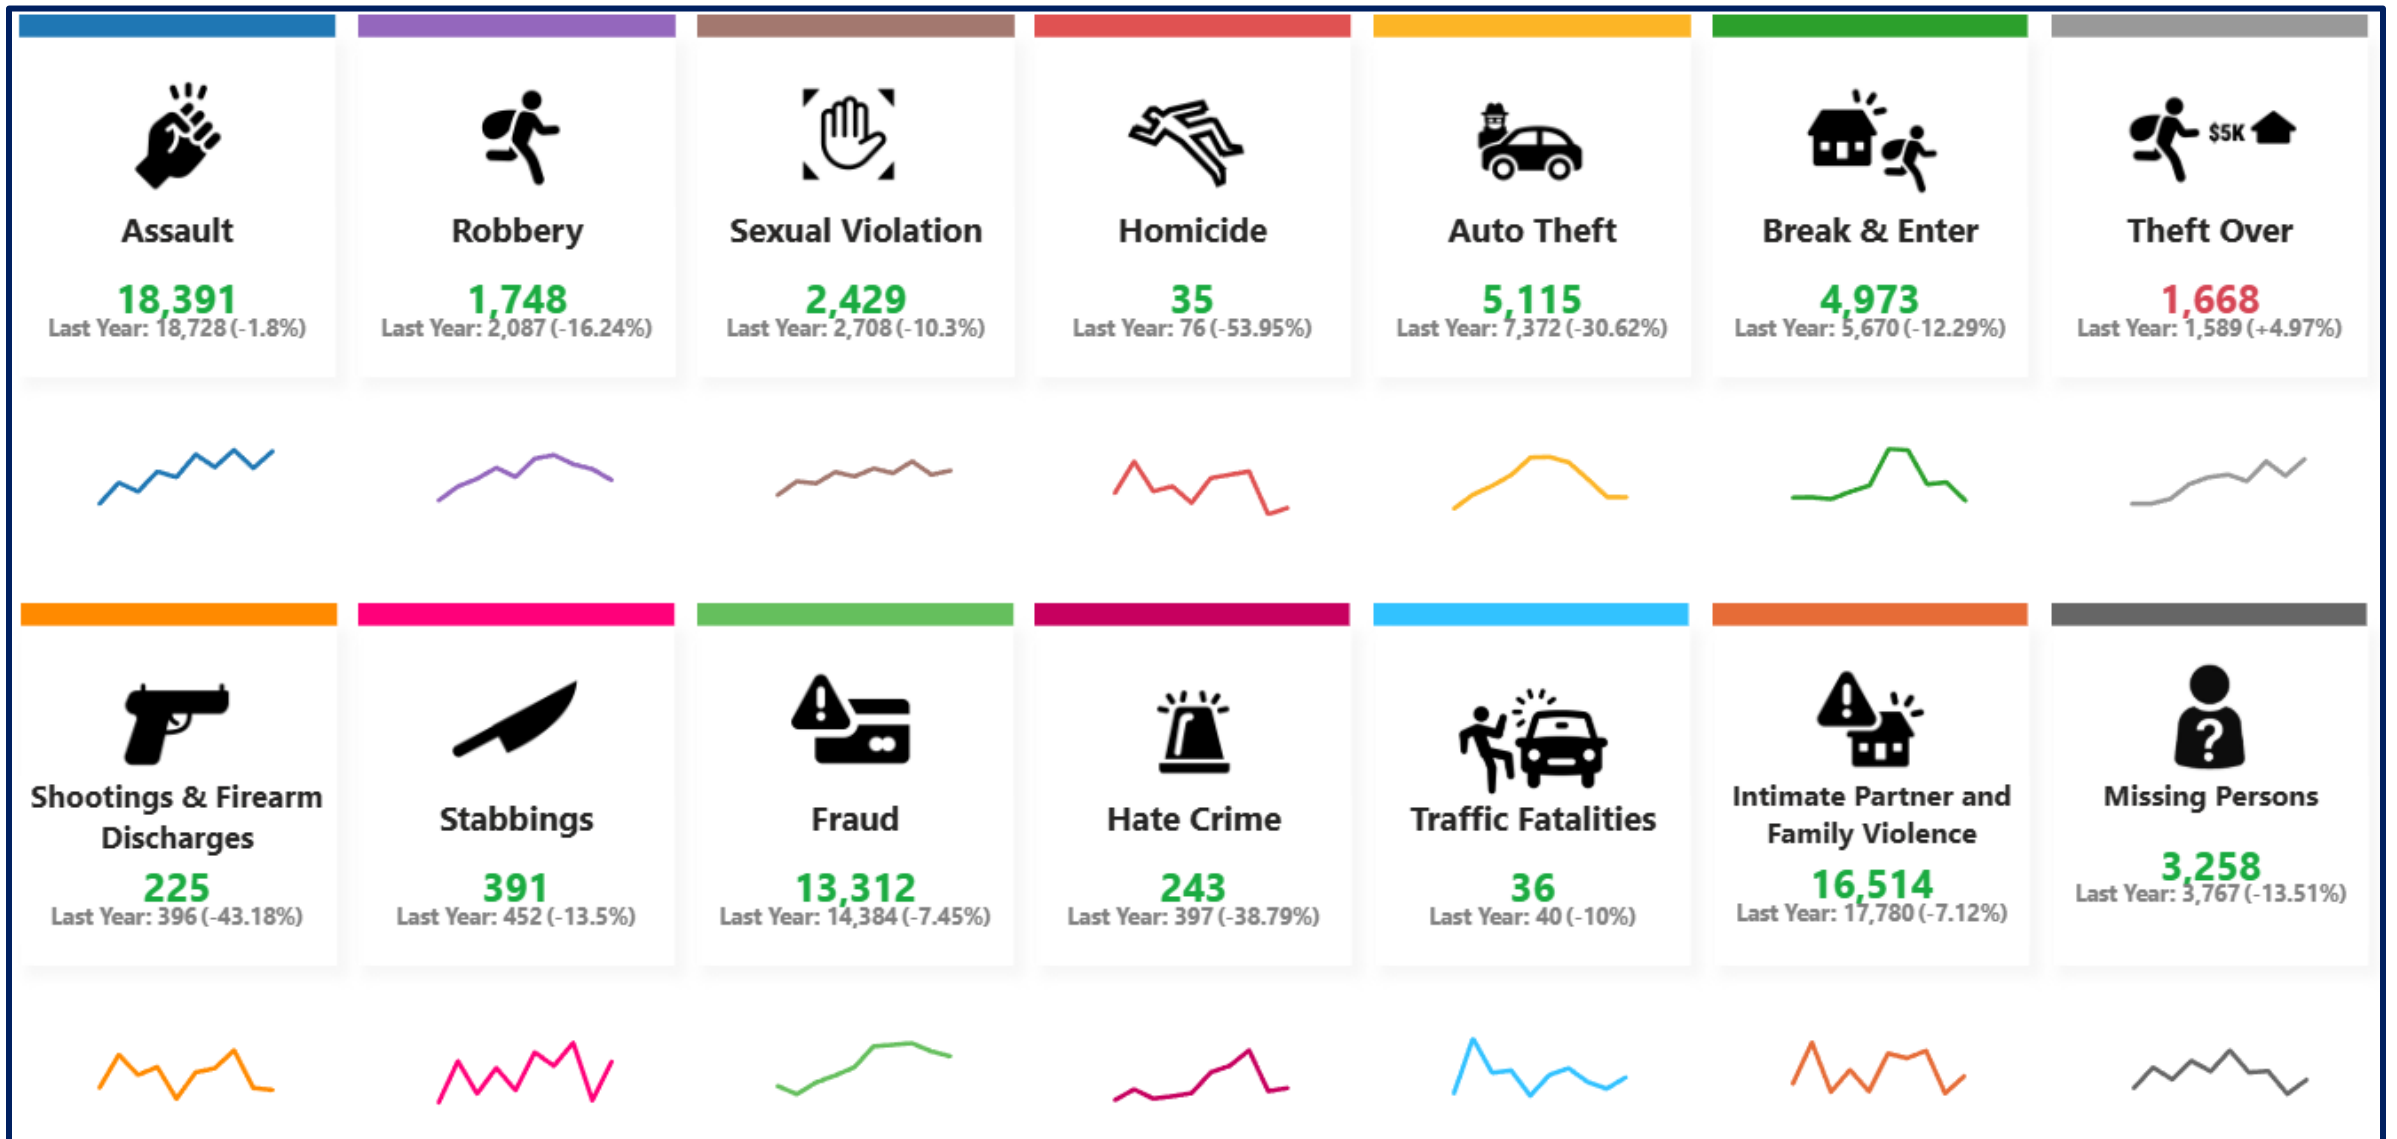 $5K
Assault
18,391
Last Year: 18,728 (-1.8%)
Robbery
1,748
Last Year: 2,087 (-16.24%)
Sexual Violation
2,429
Last Year: 2,708 (-10.3%)
Homicide
35
Last Year: 76 (-53.95%)
Auto Theft
5,115
Last Year: 7,372 (-30.62%)
Break & Enter
4,973
Last Year: 5,670 (-12.29%)
Theft Over
1,668
Last Year: 1,589 (+4.97%)
Shootings & Firearm
Discharges
225
Last Year: 396 (-43.18%)
Stabbings
391
Last Year: 452 (-13.5%)
Fraud
13,312
Last Year: 14,384 (-7.45%)
Hate Crime
243
Last Year: 397 (-38.79%)
Traffic Fatalities
36
Last Year: 40 (-10%)
Intimate Partner and
Family Violence
16,514
Last Year: 17,780 (-7.12%)
?
Missing Persons
3,258
Last Year: 3,767 (-13.51%)